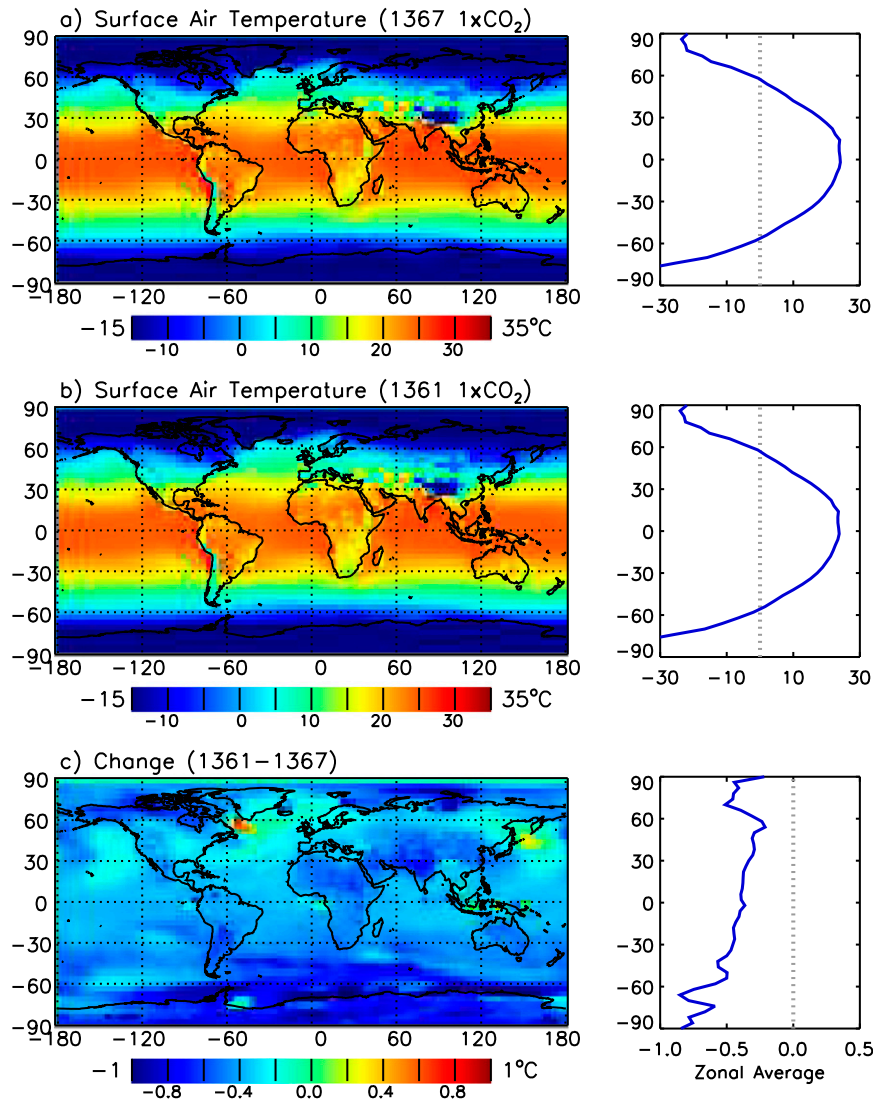 a) Surface Air Temperature (1367 1xCO₂)
90
60
30
0
−30
−60
−90
−180 −120 −60 0 60 120 180
−15 35°C
−10 0 10 20 30
90
60
30
0
−30
−60
−90
−30 −10 10 30
b) Surface Air Temperature (1361 1xCO₂)
90
60
30
0
−30
−60
−90
−180 −120 −60 0 60 120 180
−15 35°C
−10 0 10 20 30
90
60
30
0
−30
−60
−90
−30 −10 10 30
c) Change (1361−1367)
90
60
30
0
−30
−60
−90
−180 −120 −60 0 60 120 180
−1 1°C
−0.8 −0.4 0.0 0.4 0.8
90
60
30
0
−30
−60
−90
−1.0 −0.5 0.0 0.5
Zonal Average